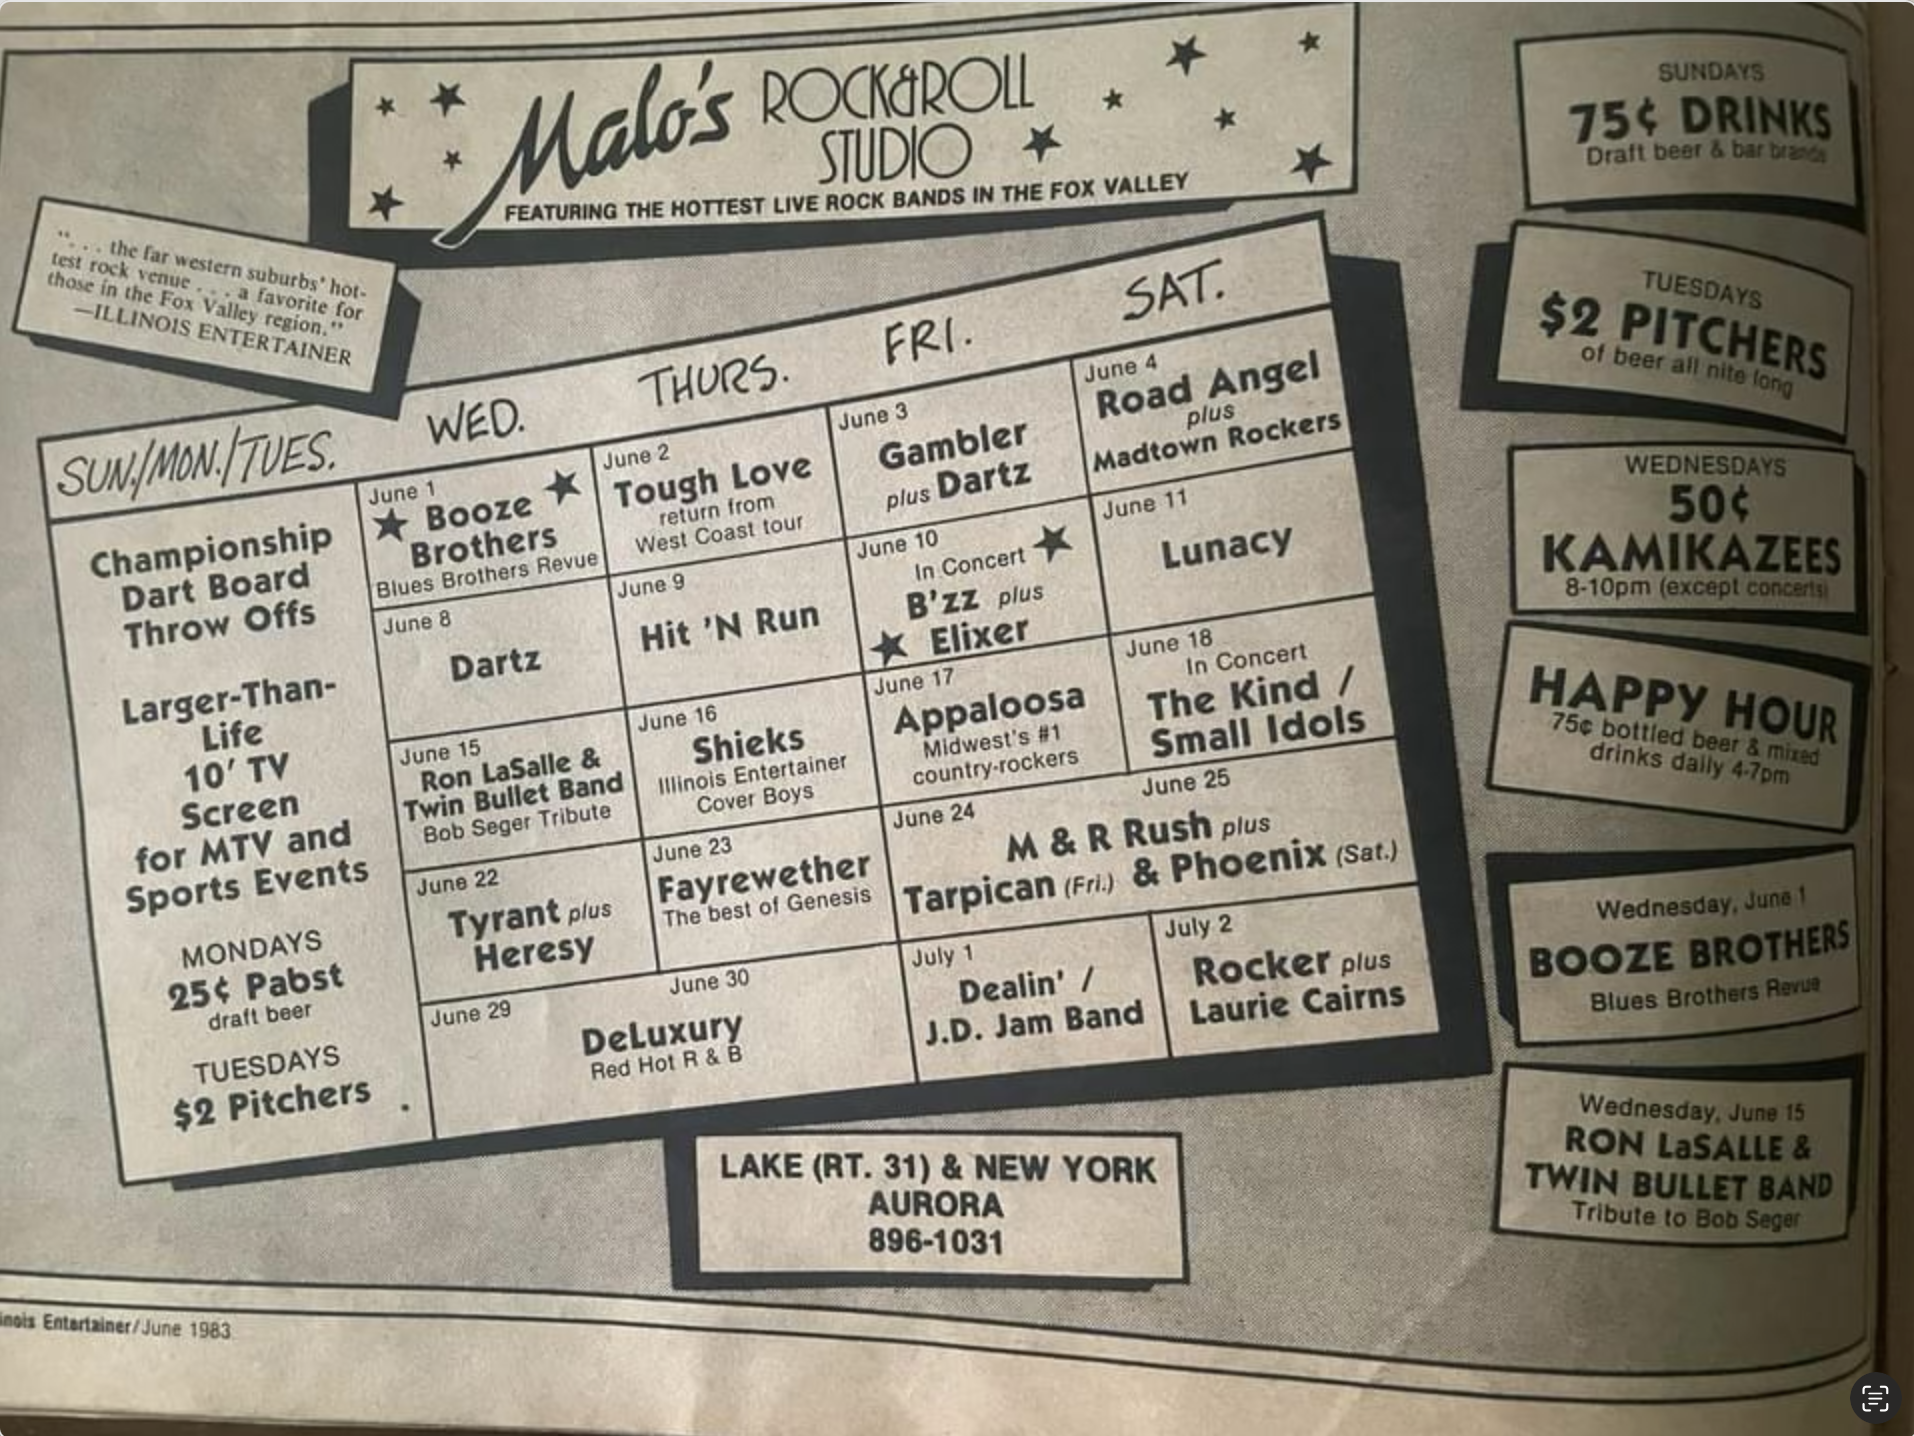 Malo's ROCK&ROLL
STUDIO
FEATURING THE HOTTEST LIVE ROCK BANDS IN THE FOX VALLEY
". . . the far western suburbs' hot-
test rock venue . . . a favorite for
those in the Fox Valley region."
—ILLINOIS ENTERTAINER
SUN./MON./TUES.
WED.
THURS.
FRI.
SAT.
Championship
Dart Board
Throw Offs
Larger-Than-
Life
10' TV
Screen
for MTV and
Sports Events
MONDAYS
25¢ Pabst
draft beer
TUESDAYS
$2 Pitchers
June 1
Booze
Brothers
Blues Brothers Revue
June 2
Tough Love
return from
West Coast tour
June 3
Gambler
plus Dartz
June 4
Road Angel
plus
Madtown Rockers
June 8
Dartz
June 9
Hit 'N Run
June 10
In Concert
B'zz plus
Elixer
June 11
Lunacy
June 15
Ron LaSalle &
Twin Bullet Band
Bob Seger Tribute
June 16
Shieks
Illinois Entertainer
Cover Boys
June 17
Appaloosa
Midwest's #1
country-rockers
June 18
In Concert
The Kind /
Small Idols
June 22
Tyrant plus
Heresy
June 23
Fayrewether
The best of Genesis
June 24
June 25
M & R Rush plus
Tarpican (Fri.) & Phoenix (Sat.)
June 29
June 30
DeLuxury
Red Hot R & B
July 1
Dealin' /
J.D. Jam Band
July 2
Rocker plus
Laurie Cairns
SUNDAYS
75¢ DRINKS
Draft beer & bar brands
TUESDAYS
$2 PITCHERS
of beer all nite long
WEDNESDAYS
50¢
KAMIKAZEES
8-10pm (except concerts)
HAPPY HOUR
75¢ bottled beer & mixed
drinks daily 4-7pm
Wednesday, June 1
BOOZE BROTHERS
Blues Brothers Revue
Wednesday, June 15
RON LaSALLE &
TWIN BULLET BAND
Tribute to Bob Seger
LAKE (RT. 31) & NEW YORK
AURORA
896-1031
inois Entertainer/June 1983